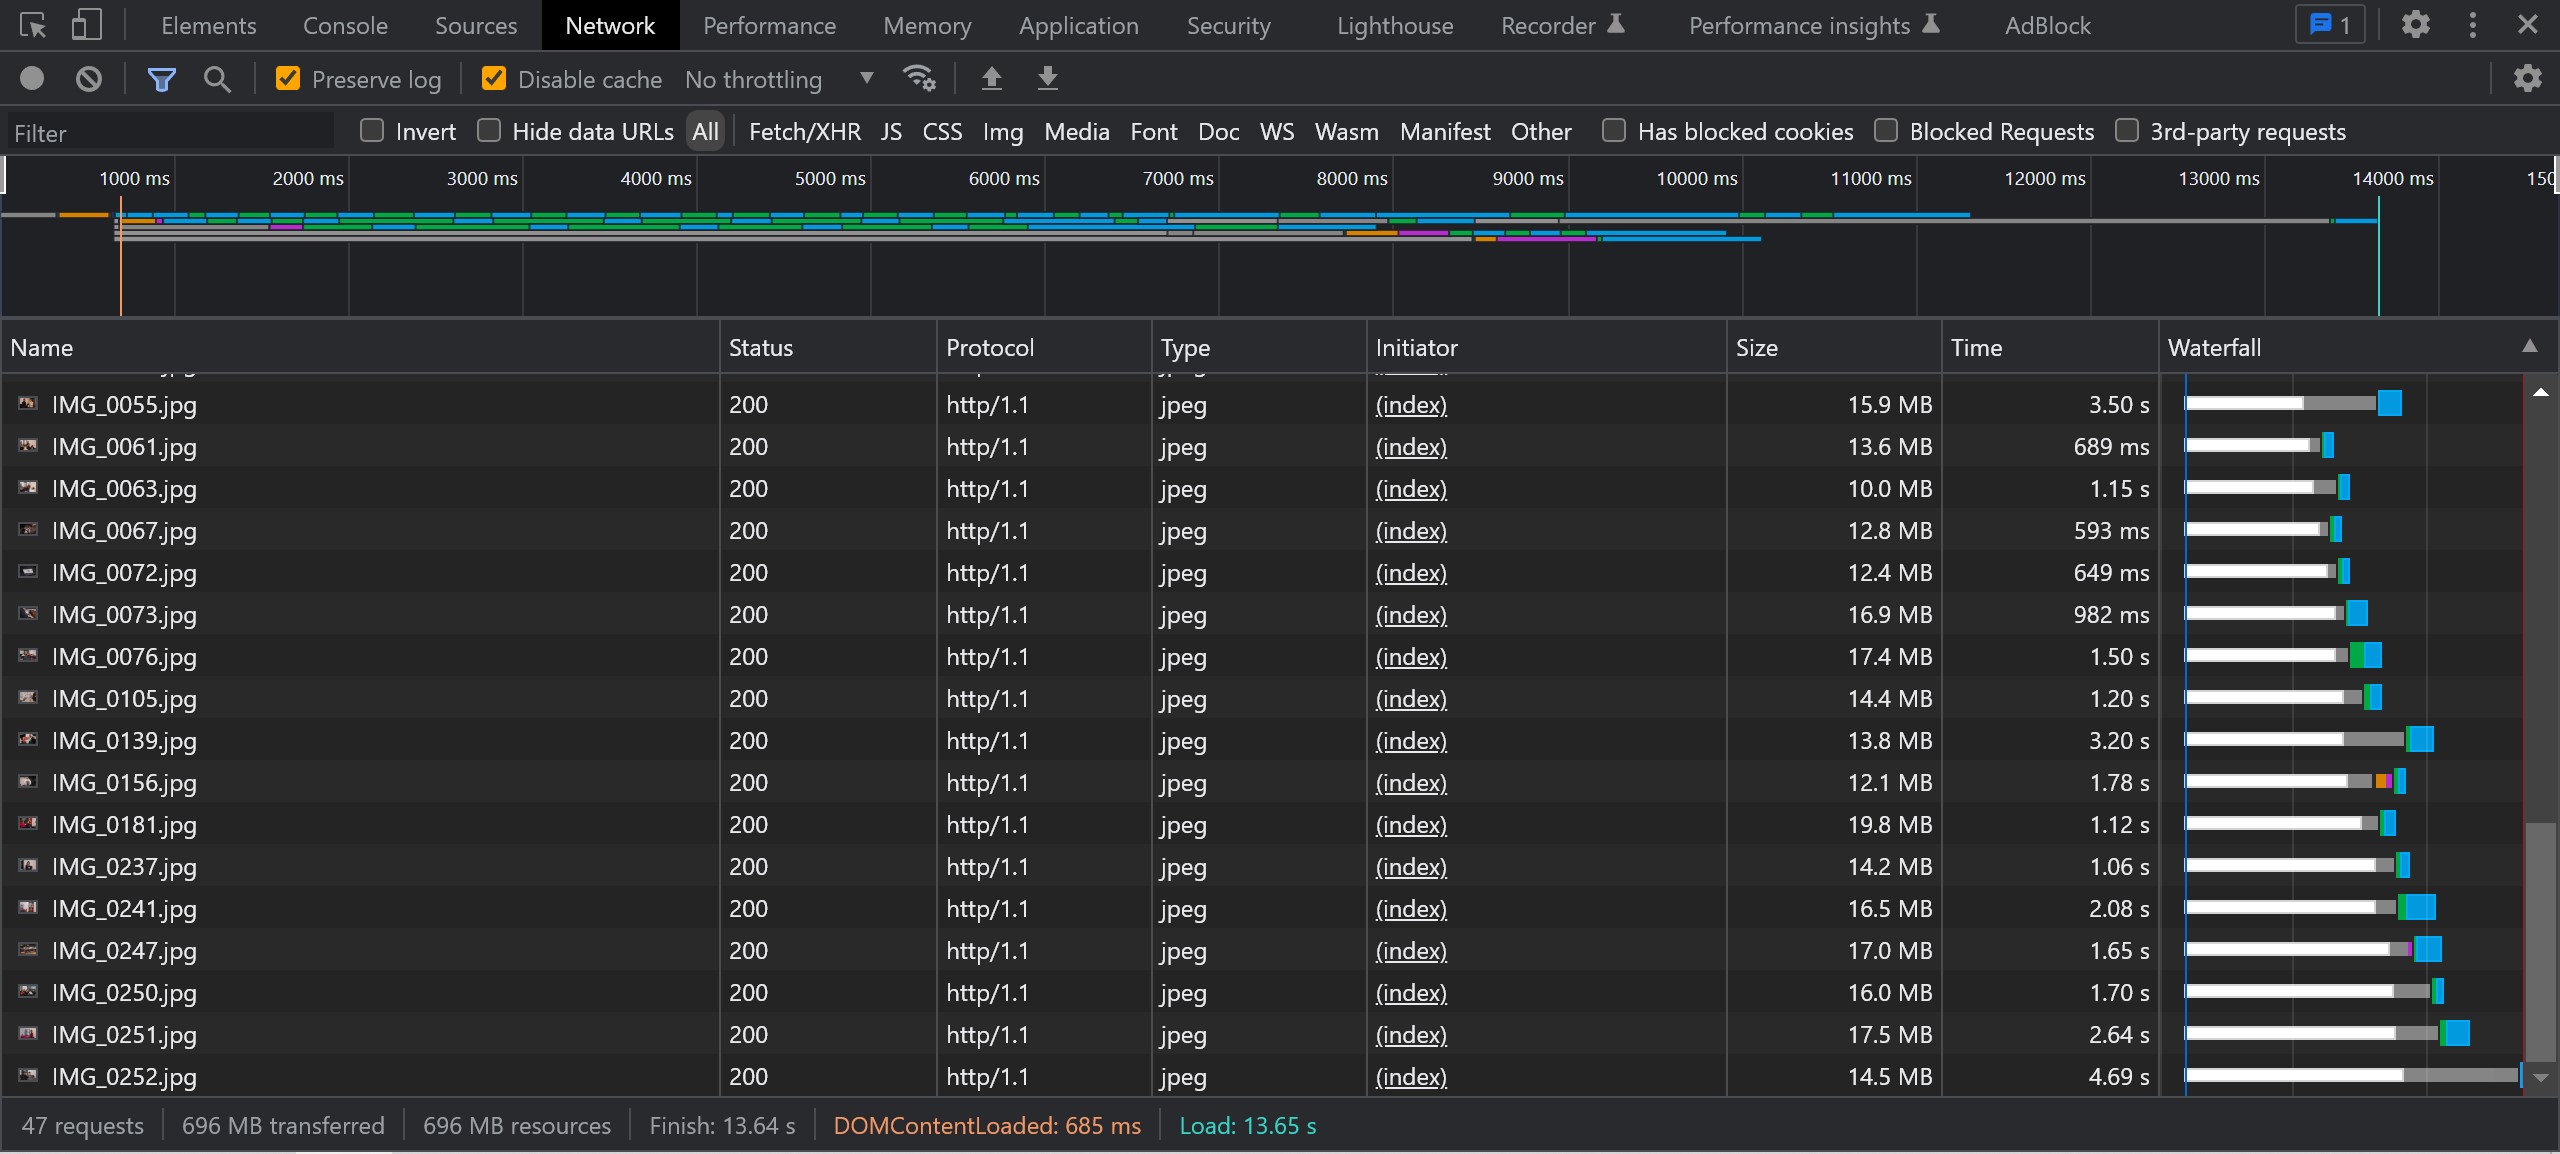 Elements Console Sources Network Performance Memory Application Security Lighthouse Recorder Performance insights AdBlock 1
Preserve log Disable cache No throttling
Filter Invert Hide data URLs All Fetch/XHR JS CSS Img Media Font Doc WS Wasm Manifest Other Has blocked cookies Blocked Requests 3rd-party requests
1000 ms 2000 ms 3000 ms 4000 ms 5000 ms 6000 ms 7000 ms 8000 ms 9000 ms 10000 ms 11000 ms 12000 ms 13000 ms 14000 ms 150
Name Status Protocol Type Initiator Size Time Waterfall
IMG_0055.jpg 200 http/1.1 jpeg (index) 15.9 MB 3.50 s
IMG_0061.jpg 200 http/1.1 jpeg (index) 13.6 MB 689 ms
IMG_0063.jpg 200 http/1.1 jpeg (index) 10.0 MB 1.15 s
IMG_0067.jpg 200 http/1.1 jpeg (index) 12.8 MB 593 ms
IMG_0072.jpg 200 http/1.1 jpeg (index) 12.4 MB 649 ms
IMG_0073.jpg 200 http/1.1 jpeg (index) 16.9 MB 982 ms
IMG_0076.jpg 200 http/1.1 jpeg (index) 17.4 MB 1.50 s
IMG_0105.jpg 200 http/1.1 jpeg (index) 14.4 MB 1.20 s
IMG_0139.jpg 200 http/1.1 jpeg (index) 13.8 MB 3.20 s
IMG_0156.jpg 200 http/1.1 jpeg (index) 12.1 MB 1.78 s
IMG_0181.jpg 200 http/1.1 jpeg (index) 19.8 MB 1.12 s
IMG_0237.jpg 200 http/1.1 jpeg (index) 14.2 MB 1.06 s
IMG_0241.jpg 200 http/1.1 jpeg (index) 16.5 MB 2.08 s
IMG_0247.jpg 200 http/1.1 jpeg (index) 17.0 MB 1.65 s
IMG_0250.jpg 200 http/1.1 jpeg (index) 16.0 MB 1.70 s
IMG_0251.jpg 200 http/1.1 jpeg (index) 17.5 MB 2.64 s
IMG_0252.jpg 200 http/1.1 jpeg (index) 14.5 MB 4.69 s
47 requests 696 MB transferred 696 MB resources Finish: 13.64 s DOMContentLoaded: 685 ms Load: 13.65 s